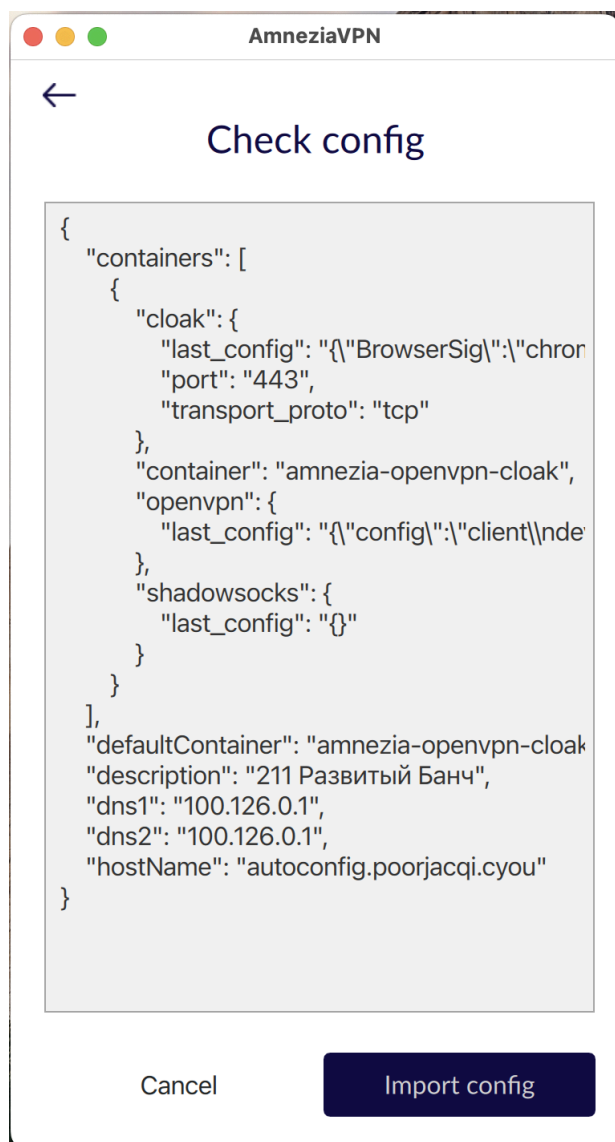 AmneziaVPN
Check config
{
"containers": [
{
"cloak": {
"last_config": "{\"BrowserSig\":\"chron
"port": "443",
"transport_proto": "tcp"
},
"container": "amnezia-openvpn-cloak",
"openvpn": {
"last_config": "{\"config\":\"client\\nde
},
"shadowsocks": {
"last_config": "{}"
}
}
],
"defaultContainer": "amnezia-openvpn-cloak
"description": "211 Развитый Банч",
"dns1": "100.126.0.1",
"dns2": "100.126.0.1",
"hostName": "autoconfig.poorjacqi.cyou"
}
Cancel
Import config